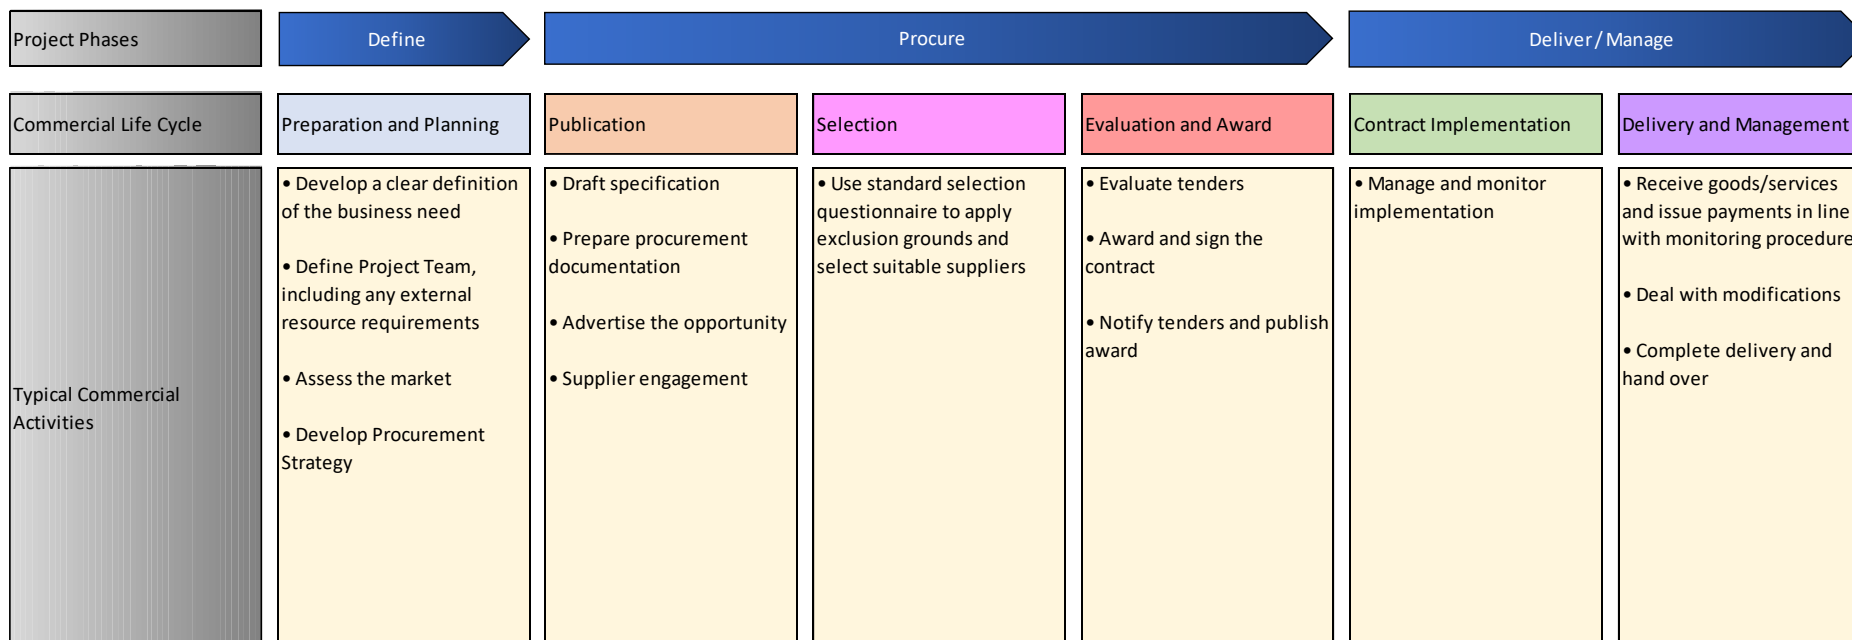 Project Phases
Define
Procure
Deliver / Manage
Commercial Life Cycle
Preparation and Planning
Publication
Selection
Evaluation and Award
Contract Implementation
Delivery and Management
Typical Commercial
Activities
• Develop a clear definition
of the business need
• Define Project Team,
including any external
resource requirements
• Assess the market
• Develop Procurement
Strategy
• Draft specification
• Prepare procurement
documentation
• Advertise the opportunity
• Supplier engagement
• Use standard selection
questionnaire to apply
exclusion grounds and
select suitable suppliers
• Evaluate tenders
• Award and sign the
contract
• Notify tenders and publish
award
• Manage and monitor
implementation
• Receive goods/services
and issue payments in line
with monitoring procedure
• Deal with modifications
• Complete delivery and
hand over